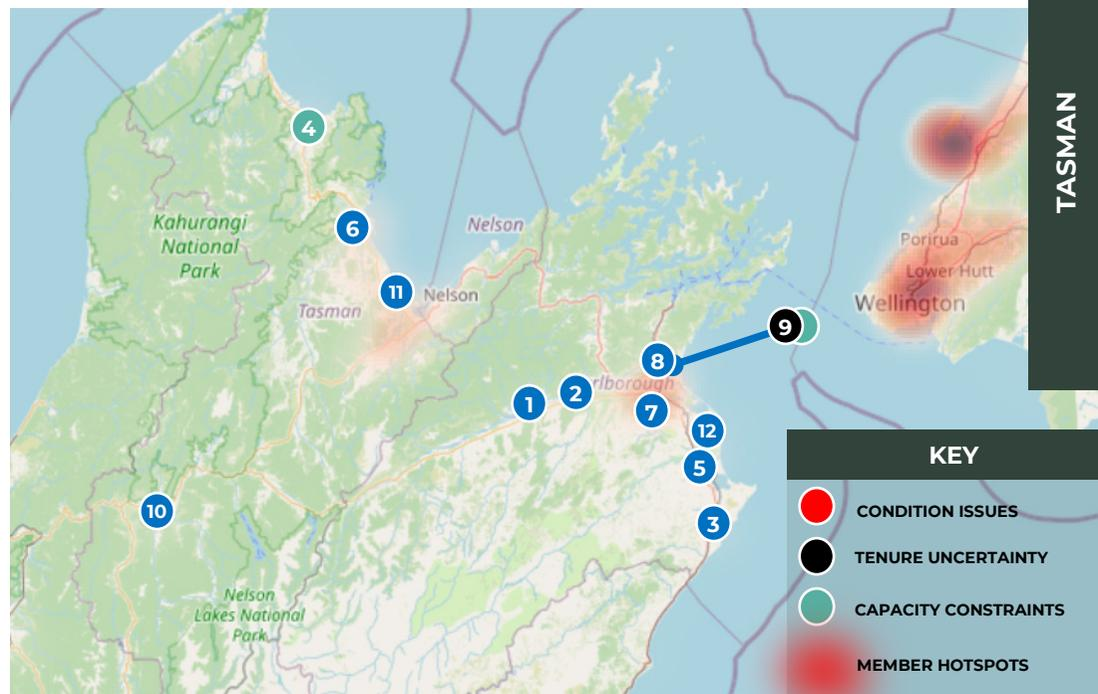 TASMAN
4
Kahurangi
National
Park
6
Nelson
Porirua
Lower Hutt
Wellington
11
Nelson
Tasman
9
8
rlborough
1
2
7
12
5
3
10
Nelson
Lakes National
Park
KEY
CONDITION ISSUES
TENURE UNCERTAINTY
CAPACITY CONSTRAINTS
MEMBER HOTSPOTS